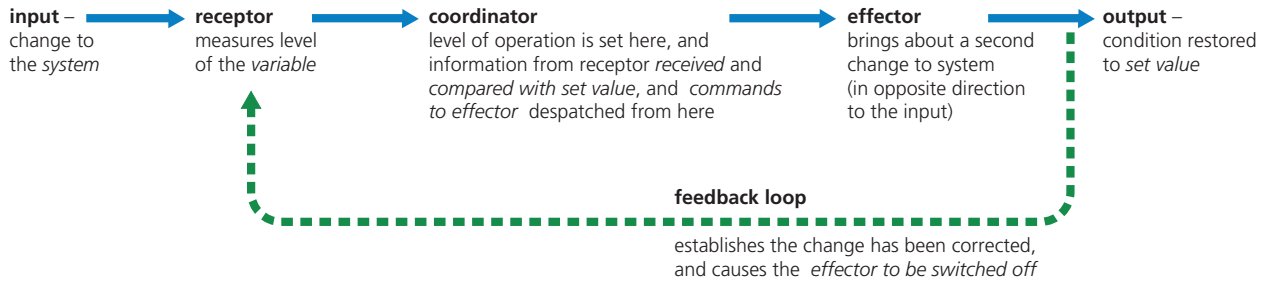 input –
change to
the system
receptor
measures level
of the variable
coordinator
level of operation is set here, and
information from receptor received and
compared with set value, and commands
to effector despatched from here
effector
brings about a second
change to system
(in opposite direction
to the input)
output –
condition restored
to set value
feedback loop
establishes the change has been corrected,
and causes the effector to be switched off